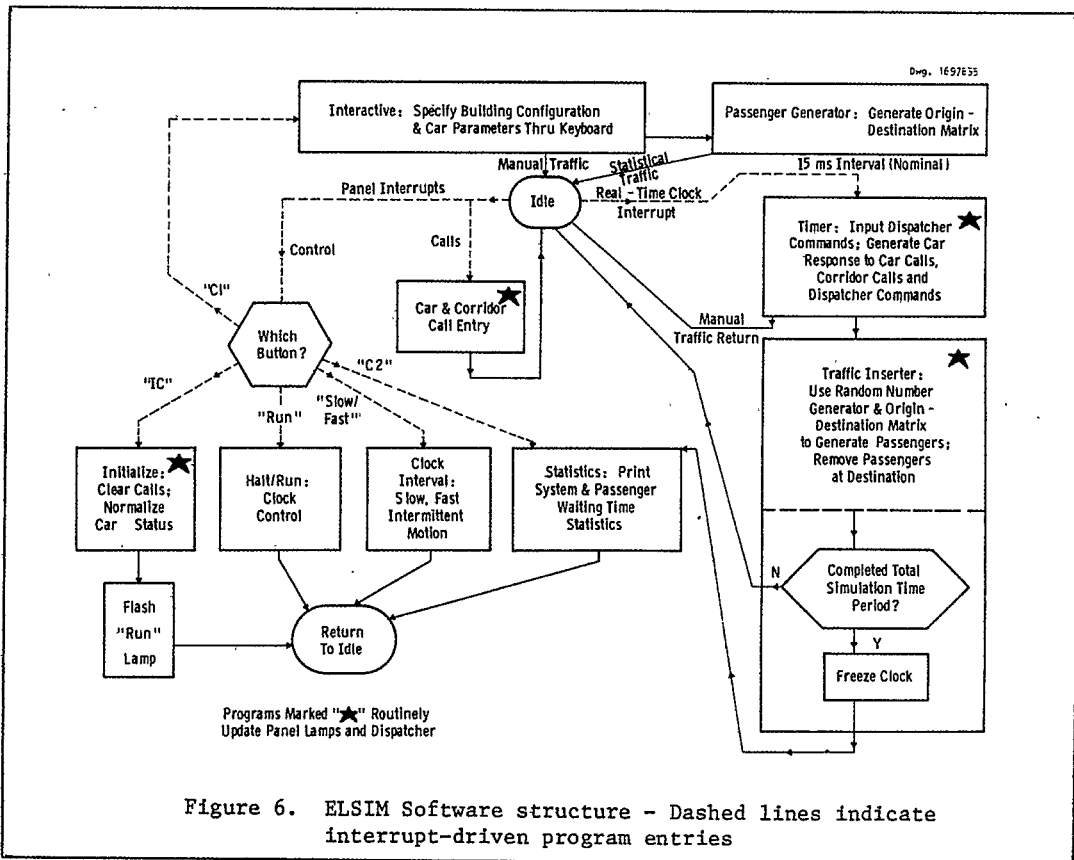 Dwg. 1697B55
Interactive: Specify Building Configuration
& Car Parameters Thru Keyboard
Passenger Generator: Generate Origin -
Destination Matrix
Manual Traffic
Statistical
Traffic
15 ms Interval (Nominal)
Panel Interrupts
Idle
Real - Time Clock
Interrupt
Control
Calls
Timer: Input Dispatcher
Commands; Generate Car
Response to Car Calls,
Corridor Calls and
Dispatcher Commands
"C1"
Car & Corridor
Call Entry
Manual
Traffic Return
Which
Button?
"IC"
"Run"
"Slow/
Fast"
"C2"
Traffic Inserter:
Use Random Number
Generator & Origin -
Destination Matrix
to Generate Passengers;
Remove Passengers
at Destination
Initialize:
Clear Calls;
Normalize
Car Status
Halt/Run:
Clock
Control
Clock
Interval:
Slow, Fast
Intermittent
Motion
Statistics: Print
System & Passenger
Waiting Time
Statistics
N
Completed Total
Simulation Time
Period?
Y
Flash
"Run"
Lamp
Return
To Idle
Freeze Clock
Programs Marked "★" Routinely
Update Panel Lamps and Dispatcher
Figure 6. ELSIM Software structure - Dashed lines indicate
interrupt-driven program entries